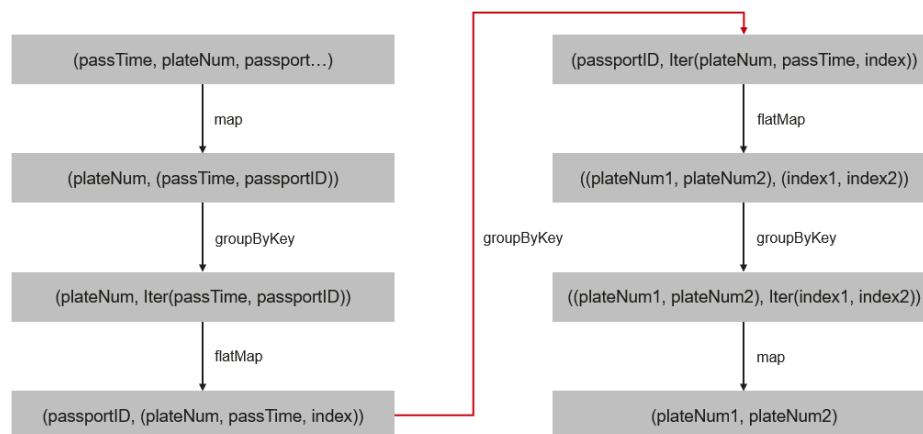 (passTime, plateNum, passport…)
map
(plateNum, (passTime, passportID))
groupByKey
(plateNum, Iter(passTime, passportID))
flatMap
(passportID, (plateNum, passTime, index))
groupByKey
(passportID, Iter(plateNum, passTime, index))
flatMap
((plateNum1, plateNum2), (index1, index2))
groupByKey
((plateNum1, plateNum2), Iter(index1, index2))
map
(plateNum1, plateNum2)